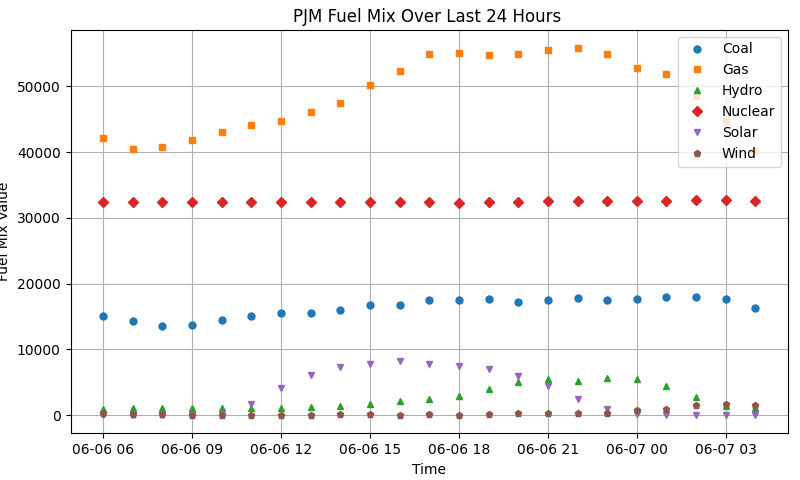 PJM Fuel Mix Over Last 24 Hours
Fuel Mix Value
50000
40000
30000
20000
10000
0
Coal
Gas
Hydro
Nuclear
Solar
Wind
06-06 06
06-06 09
06-06 12
06-06 15
06-06 18
06-06 21
06-07 00
06-07 03
Time